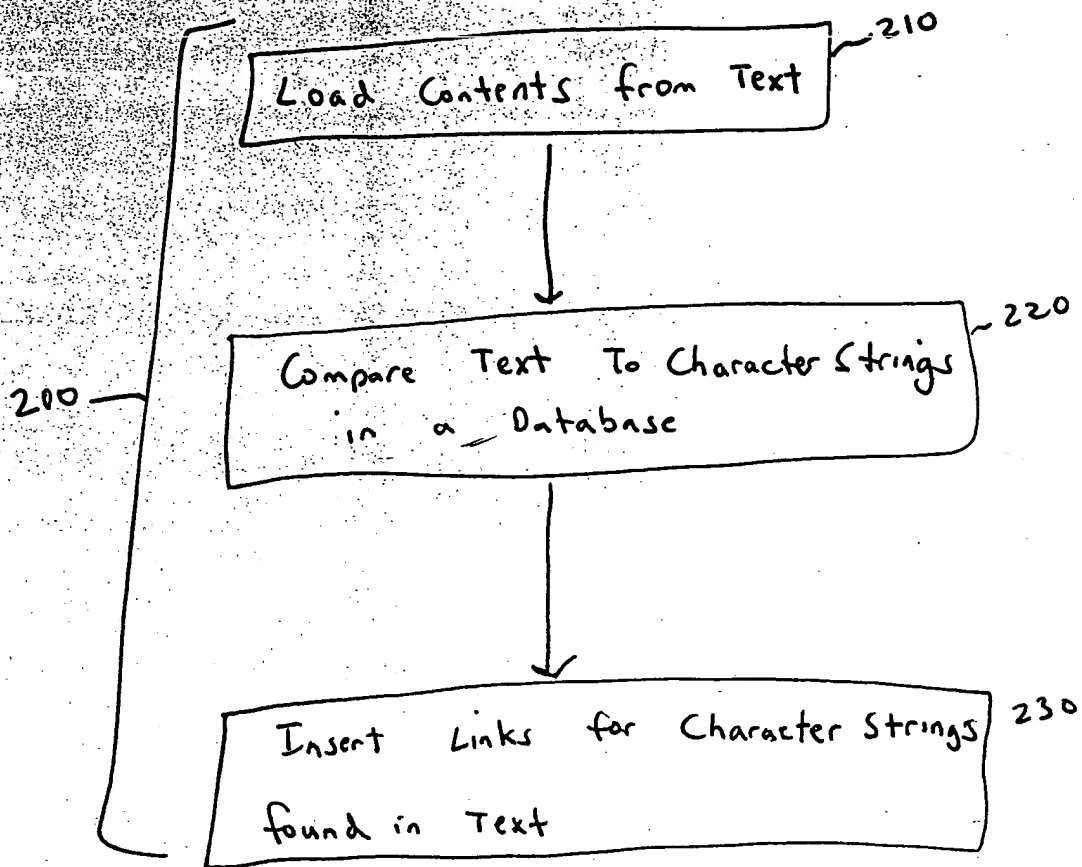 210
Load Contents from Text
220
Compare Text To Character Strings
in a Database
200
230
Insert Links for Character Strings
found in Text